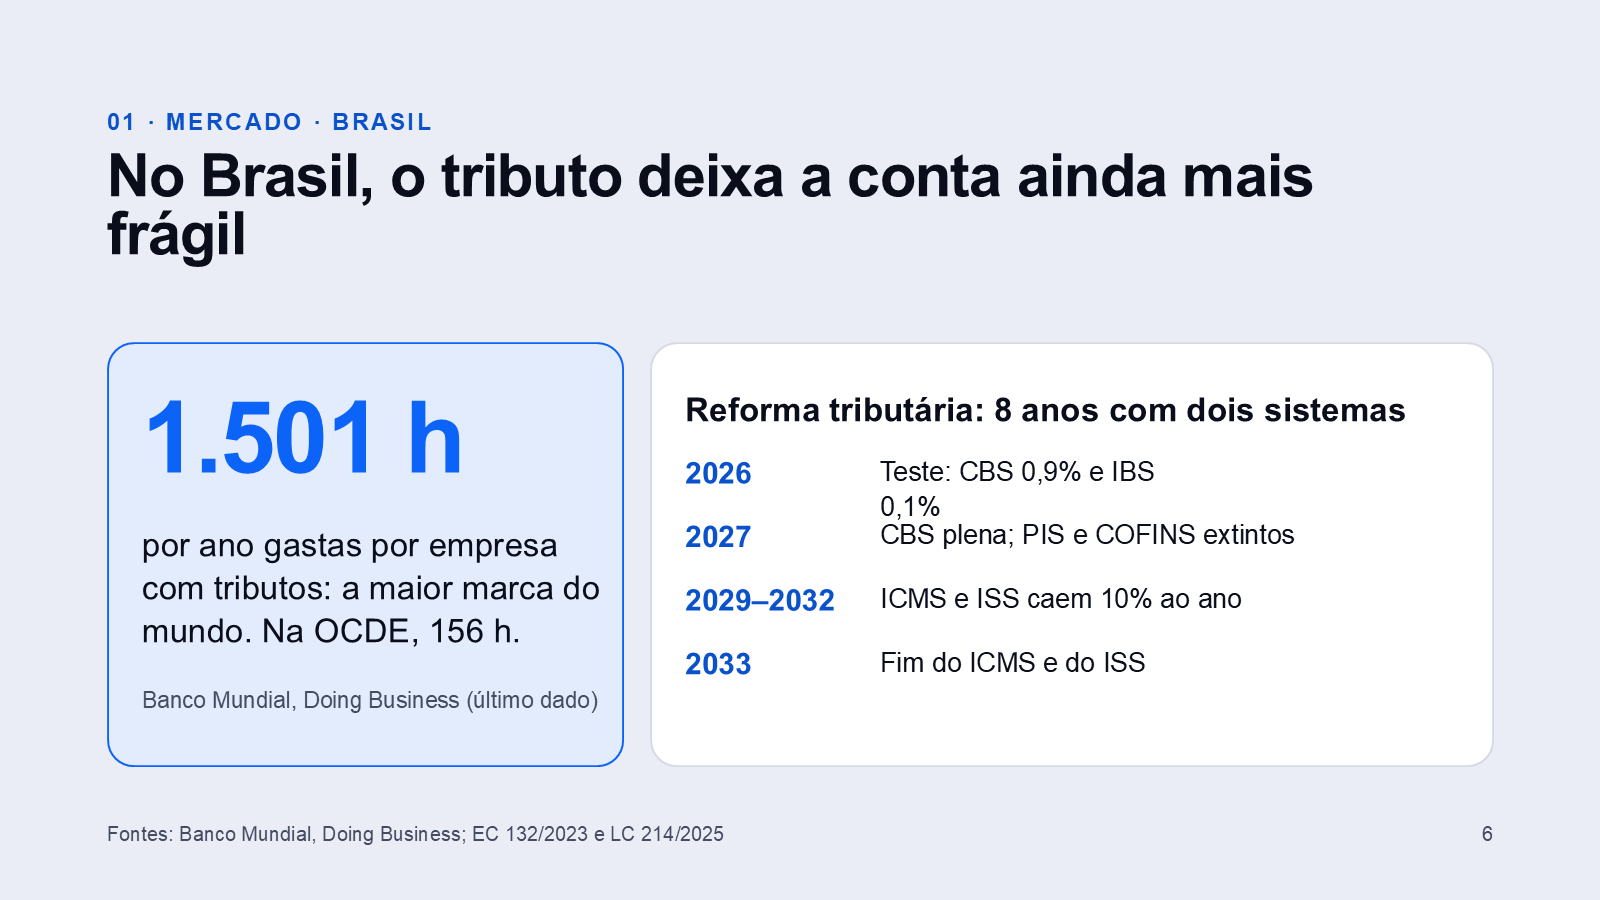 01 · MERCADO · BRASIL
No Brasil, o tributo deixa a conta ainda mais
frágil
1.501 h
por ano gastas por empresa
com tributos: a maior marca do
mundo. Na OCDE, 156 h.
Banco Mundial, Doing Business (último dado)
Reforma tributária: 8 anos com dois sistemas
2026 Teste: CBS 0,9% e IBS
0,1%
2027 CBS plena; PIS e COFINS extintos
2029–2032 ICMS e ISS caem 10% ao ano
2033 Fim do ICMS e do ISS
Fontes: Banco Mundial, Doing Business; EC 132/2023 e LC 214/2025
6